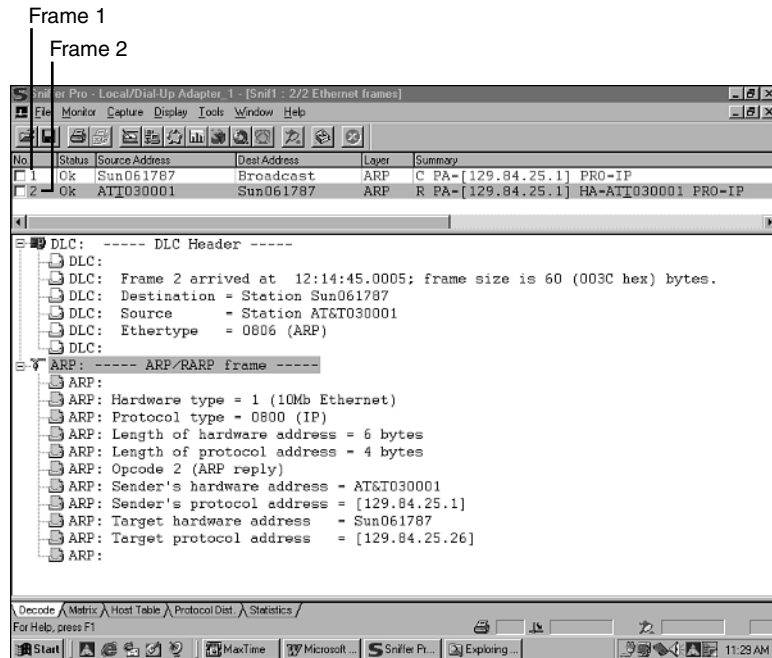 Frame 1
Frame 2
Sniffer Pro - Local/Dial-Up Adapter_1 - [Snif1 : 2/2 Ethernet frames]
File Monitor Capture Display Tools Window Help
No. Status Source Address Dest Address Layer Summary
1 Ok Sun061787 Broadcast ARP C PA=[129.84.25.1] PRO=IP
2 Ok ATT030001 Sun061787 ARP R PA=[129.84.25.1] HA=ATT030001 PRO=IP
DLC: ----- DLC Header -----
DLC:
DLC: Frame 2 arrived at 12:14:45.0005; frame size is 60 (003C hex) bytes.
DLC: Destination = Station Sun061787
DLC: Source = Station AT&T030001
DLC: Ethertype = 0806 (ARP)
DLC:
ARP: ----- ARP/RARP frame -----
ARP:
ARP: Hardware type = 1 (10Mb Ethernet)
ARP: Protocol type = 0800 (IP)
ARP: Length of hardware address = 6 bytes
ARP: Length of protocol address = 4 bytes
ARP: Opcode 2 (ARP reply)
ARP: Sender's hardware address = AT&T030001
ARP: Sender's protocol address = [129.84.25.1]
ARP: Target hardware address = Sun061787
ARP: Target protocol address = [129.84.25.26]
ARP:
Decode Matrix Host Table Protocol Dist. Statistics
For Help, press F1
Start MaxTime Microsoft ... Sniffer Pr... Exploring ... 11:29 AM